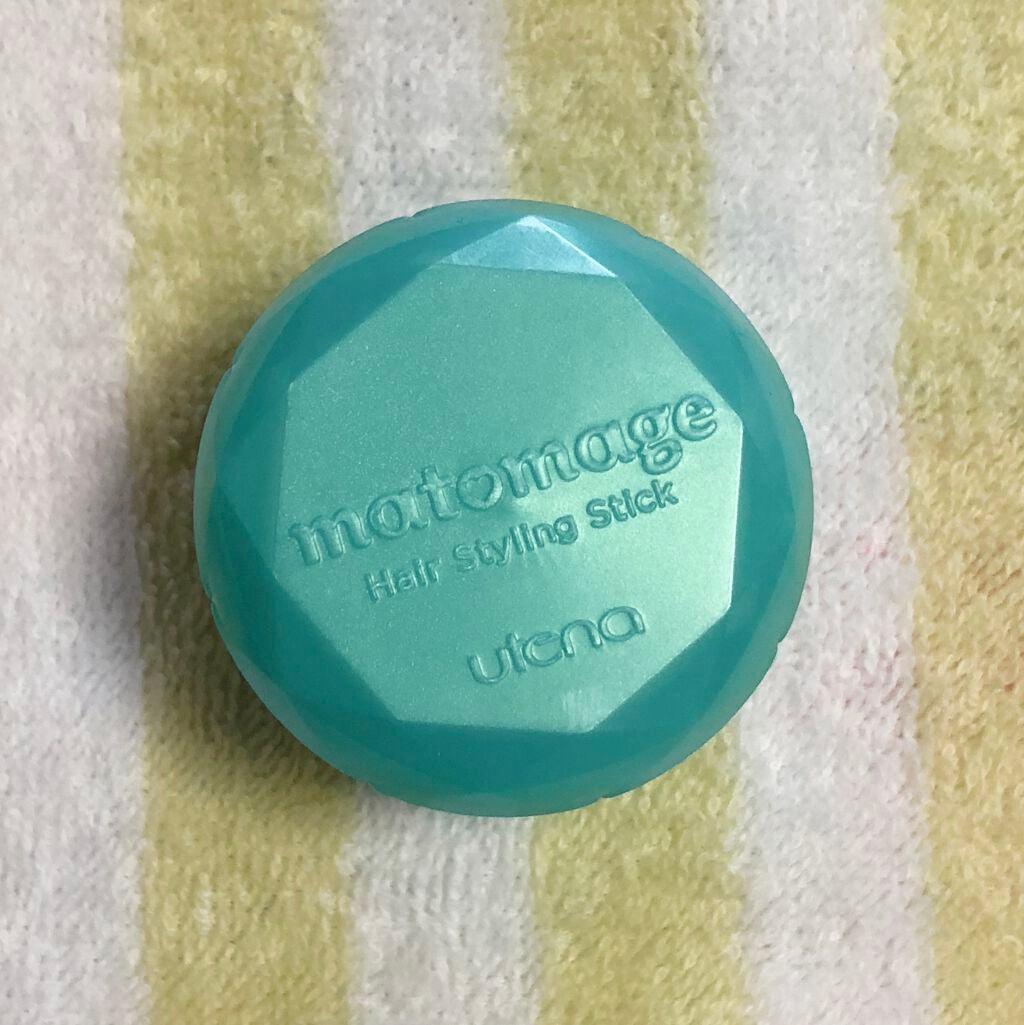 matomage
Hair Styling Stick
utena